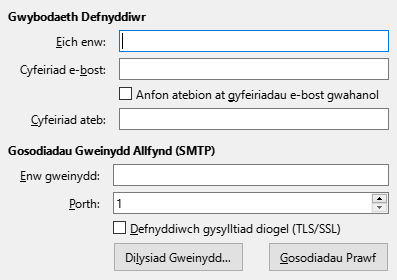 Gwybodaeth Defnyddiwr
Eich enw:
Cyfeiriad e-bost:
Anfon atebion at gyfeiriadau e-bost gwahanol
Cyfeiriad ateb:
Gosodiadau Gweinydd Allfynd (SMTP)
Enw gweinydd:
Porth: 1
Defnyddiwch gysylltiad diogel (TLS/SSL)
Dilysiad Gweinydd... Gosodiadau Prawf